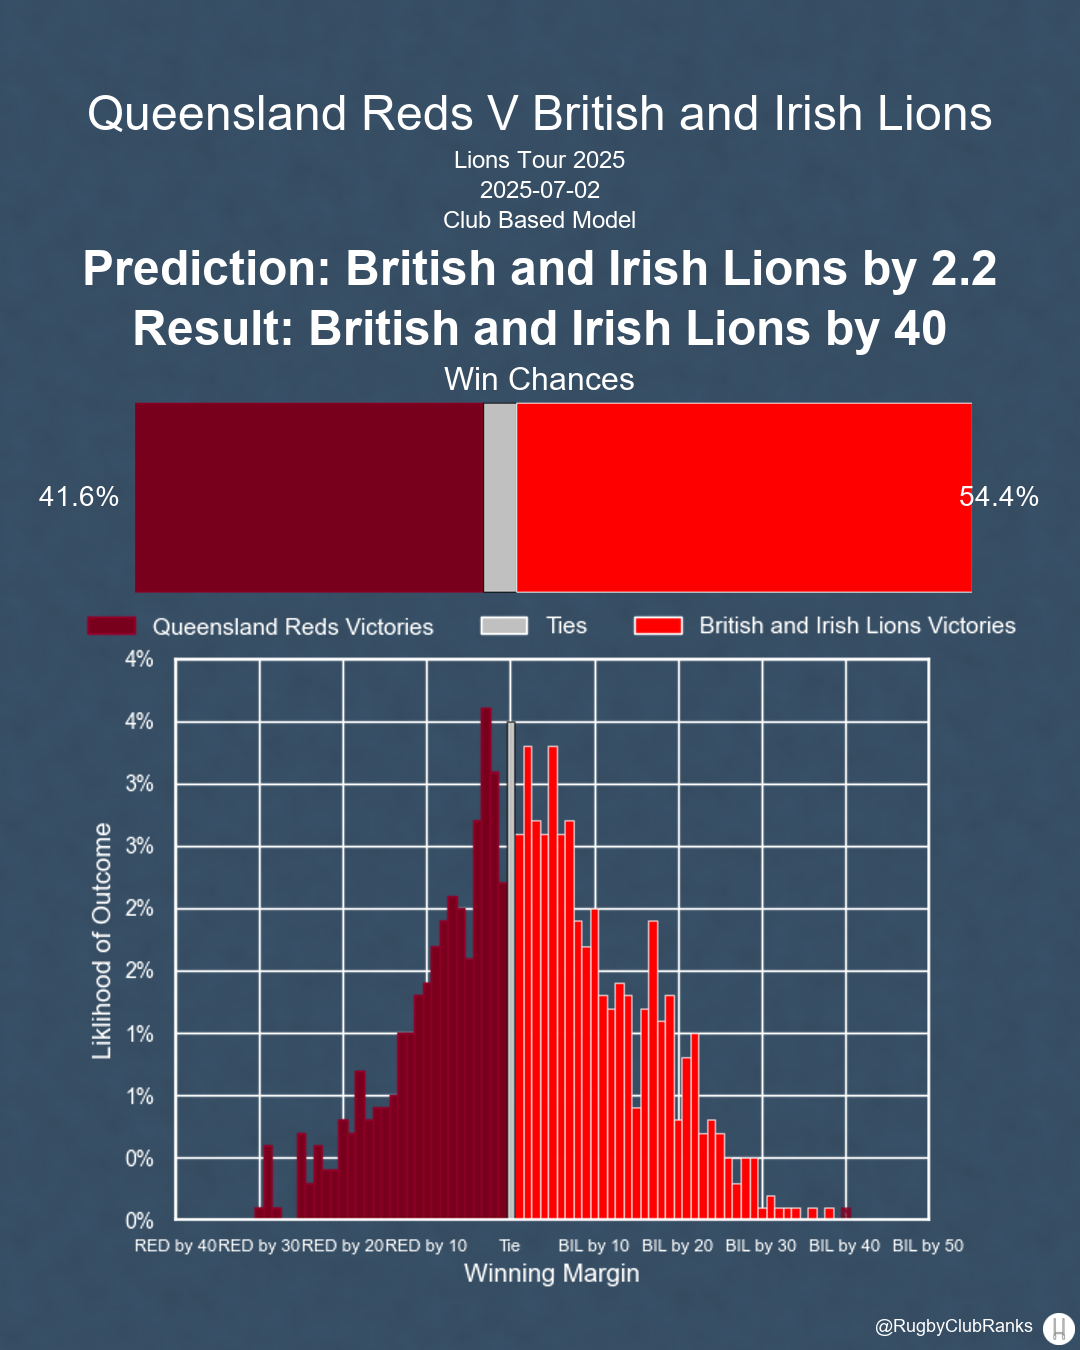 Queensland Reds V British and Irish Lions
Lions Tour 2025
2025-07-02
Club Based Model
Prediction: British and Irish Lions by 2.2
Result: British and Irish Lions by 40
Win Chances
41.6%
54.4%
Queensland Reds Victories
Ties
British and Irish Lions Victories
4%
4%
3%
3%
2%
2%
1%
1%
0%
0%
Liklihood of Outcome
RED by 40 RED by 30 RED by 20 RED by 10 Tie BIL by 10 BIL by 20 BIL by 30 BIL by 40 BIL by 50
Winning Margin
@RugbyClubRanks